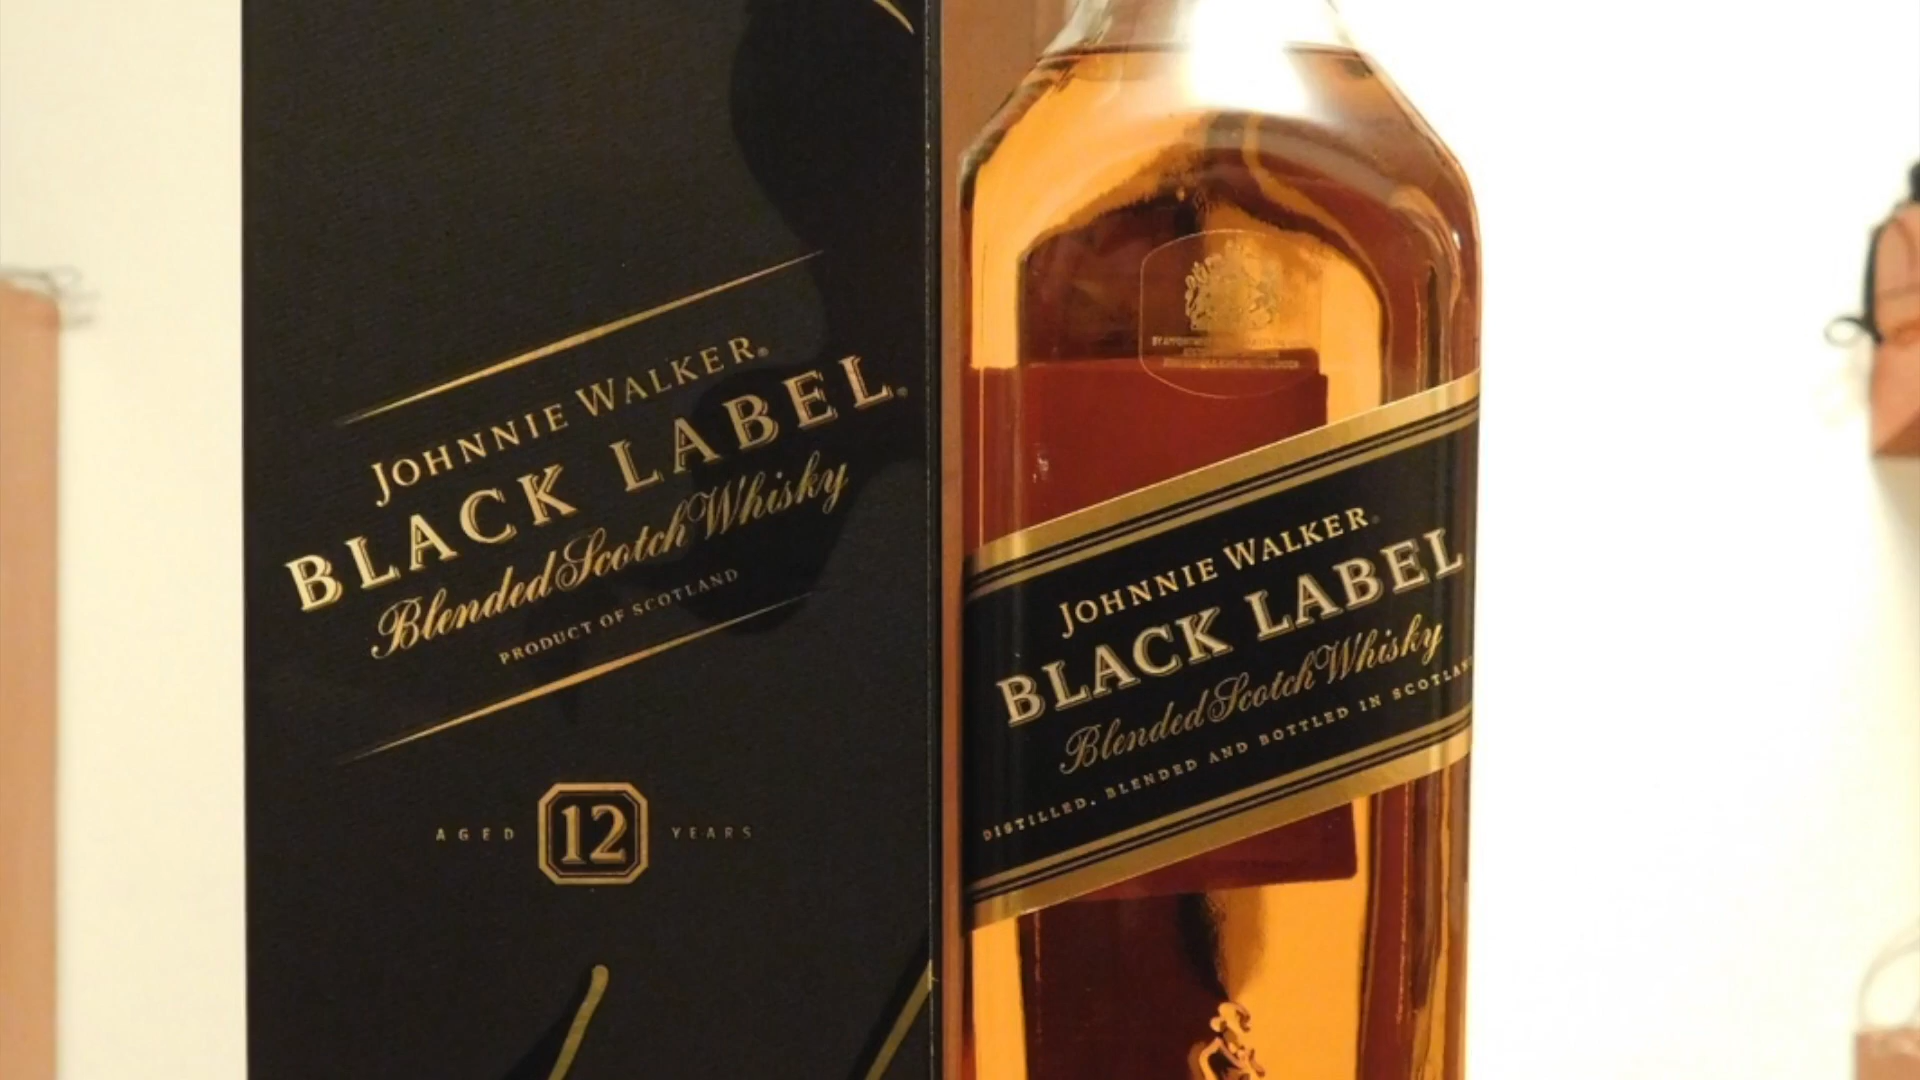 JOHNNIE WALKER®
BLACK LABEL®
Blended Scotch Whisky
PRODUCT OF SCOTLAND
AGED 12 YEARS
JOHNNIE WALKER®
BLACK LABEL
Blended Scotch Whisky
DISTILLED, BLENDED AND BOTTLED IN